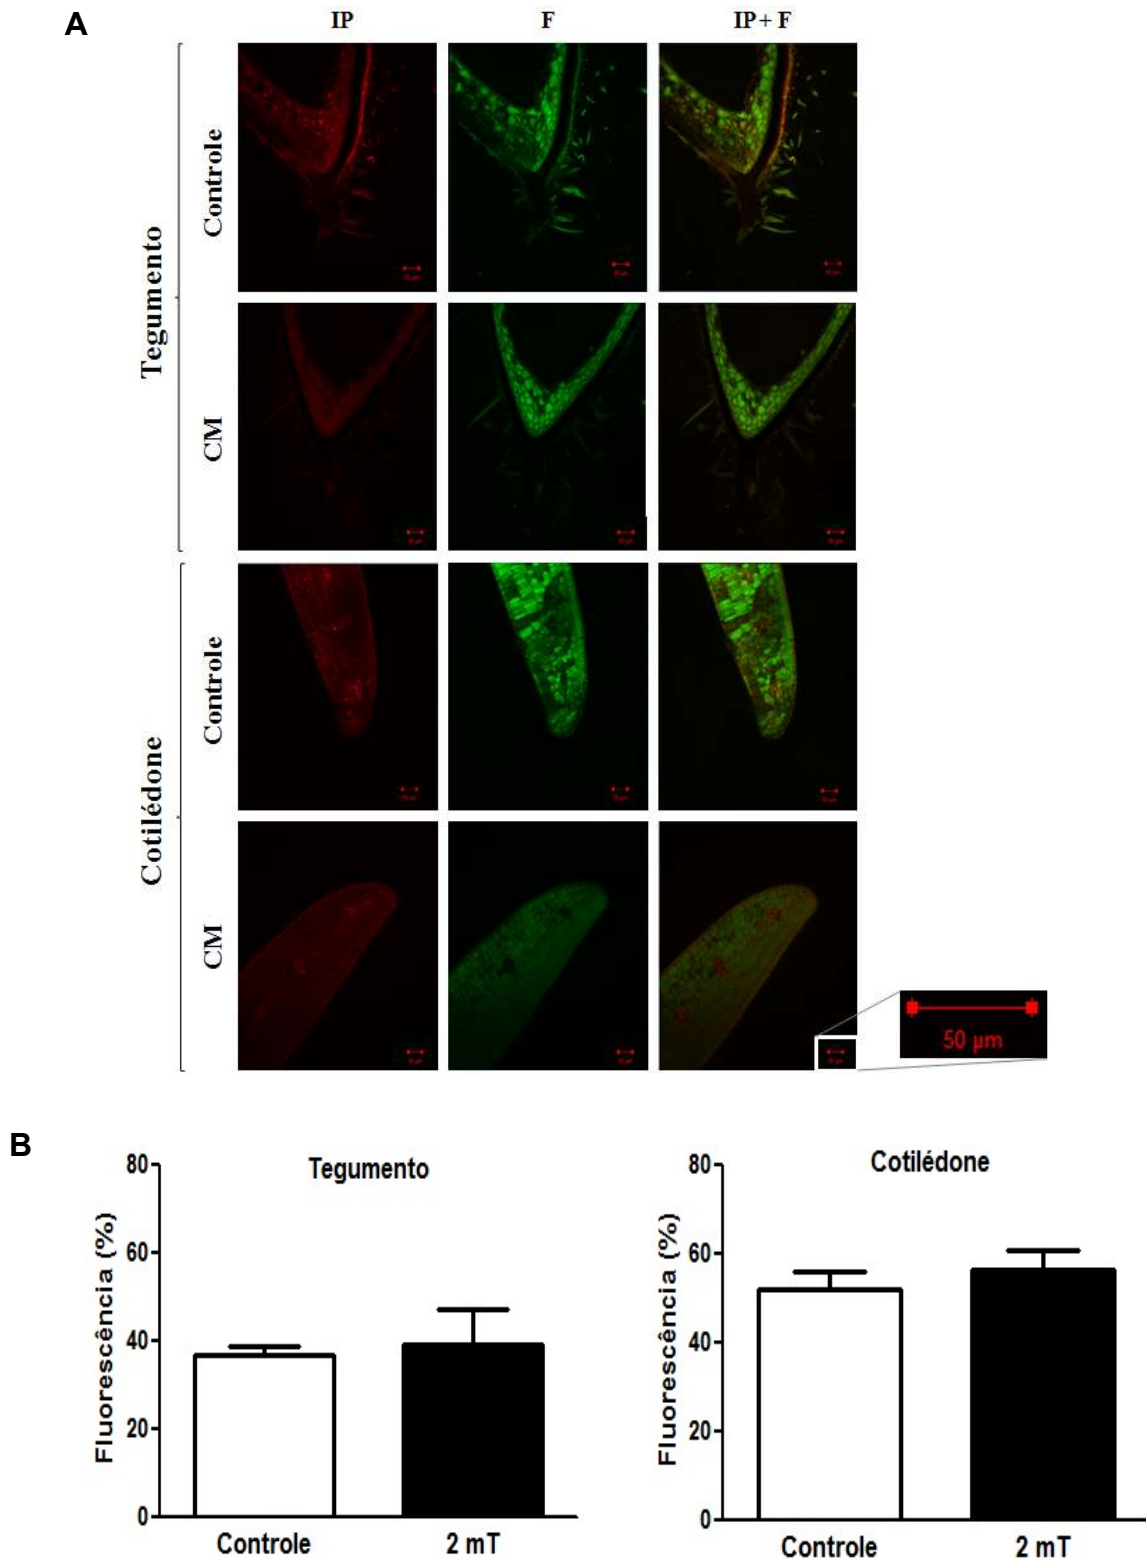 A
IP F IP + F
Tegumento
Controle
CM
Cotilédone
Controle
CM
50 µm
B
Tegumento
Fluorescência (%)
80
60
40
20
0
Controle 2 mT
Cotilédone
Fluorescência (%)
80
60
40
20
0
Controle 2 mT